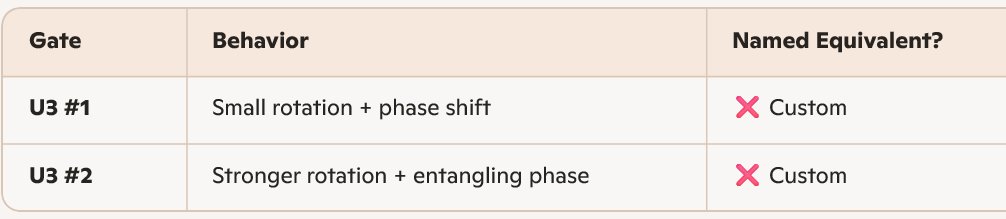 Gate Behavior Named Equivalent?
U3 #1 Small rotation + phase shift ❌ Custom
U3 #2 Stronger rotation + entangling phase ❌ Custom